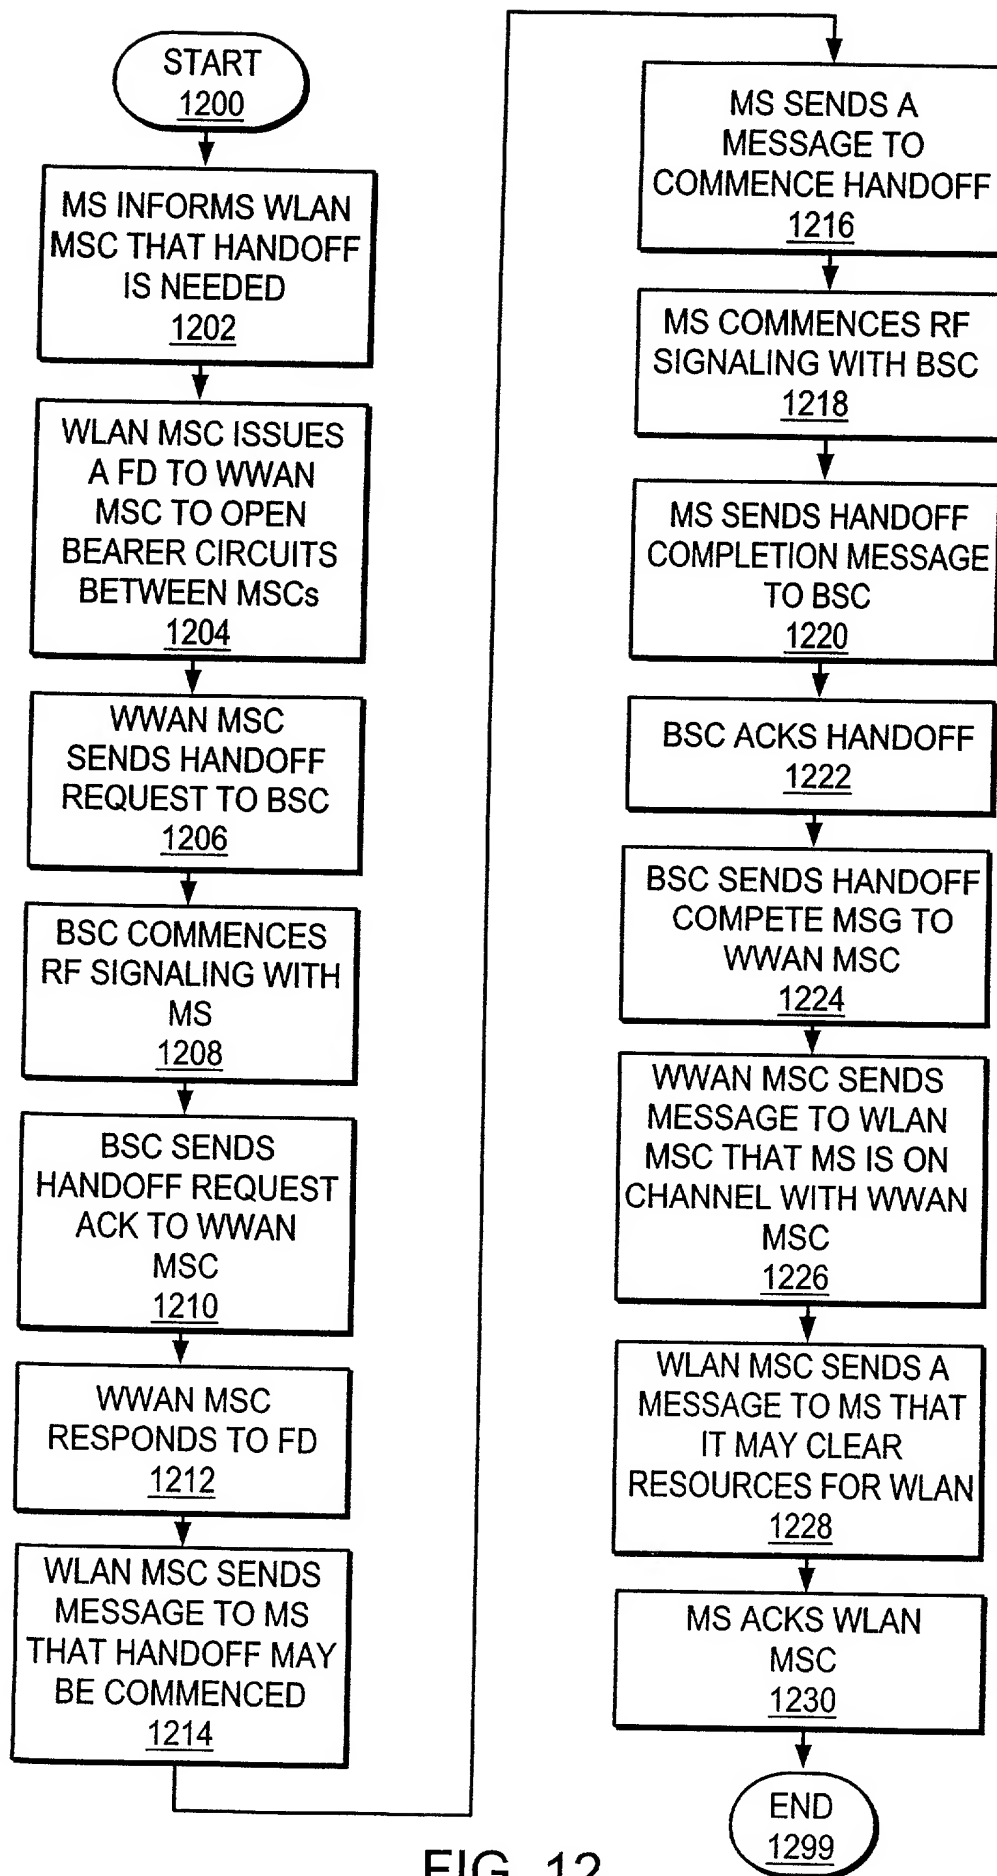 START
1200
MS INFORMS WLAN
MSC THAT HANDOFF
IS NEEDED
1202
WLAN MSC ISSUES
A FD TO WWAN
MSC TO OPEN
BEARER CIRCUITS
BETWEEN MSCs
1204
WWAN MSC
SENDS HANDOFF
REQUEST TO BSC
1206
BSC COMMENCES
RF SIGNALING WITH
MS
1208
BSC SENDS
HANDOFF REQUEST
ACK TO WWAN
MSC
1210
WWAN MSC
RESPONDS TO FD
1212
WLAN MSC SENDS
MESSAGE TO MS
THAT HANDOFF MAY
BE COMMENCED
1214
MS SENDS A
MESSAGE TO
COMMENCE HANDOFF
1216
MS COMMENCES RF
SIGNALING WITH BSC
1218
MS SENDS HANDOFF
COMPLETION MESSAGE
TO BSC
1220
BSC ACKS HANDOFF
1222
BSC SENDS HANDOFF
COMPETE MSG TO
WWAN MSC
1224
WWAN MSC SENDS
MESSAGE TO WLAN
MSC THAT MS IS ON
CHANNEL WITH WWAN
MSC
1226
WLAN MSC SENDS A
MESSAGE TO MS THAT
IT MAY CLEAR
RESOURCES FOR WLAN
1228
MS ACKS WLAN
MSC
1230
END
1299
FIG. 12